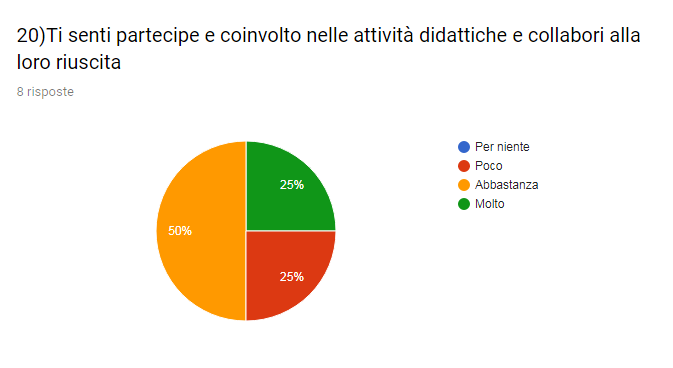 20)Ti senti partecipe e coinvolto nelle attività didattiche e collabori alla
loro riuscita
8 risposte
25%
50%
25%
Per niente
Poco
Abbastanza
Molto